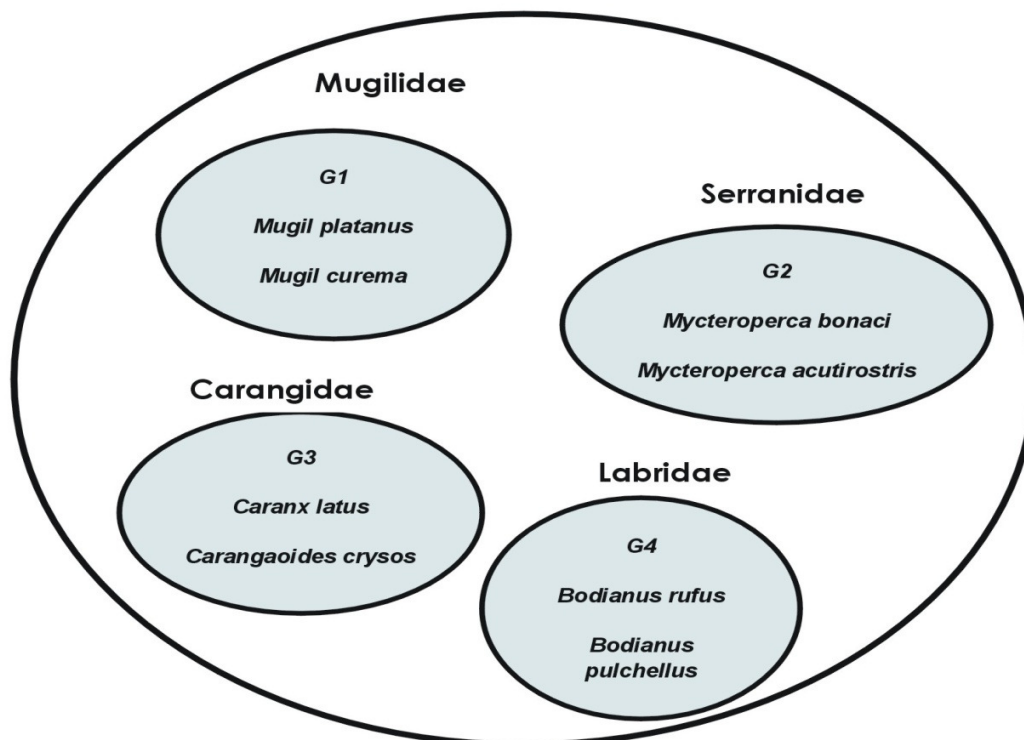 Mugilidae
G1
Mugil platanus
Mugil curema
Serranidae
G2
Mycteroperca bonaci
Mycteroperca acutirostris
Carangidae
G3
Caranx latus
Carangaoides crysos
Labridae
G4
Bodianus rufus
Bodianus
pulchellus